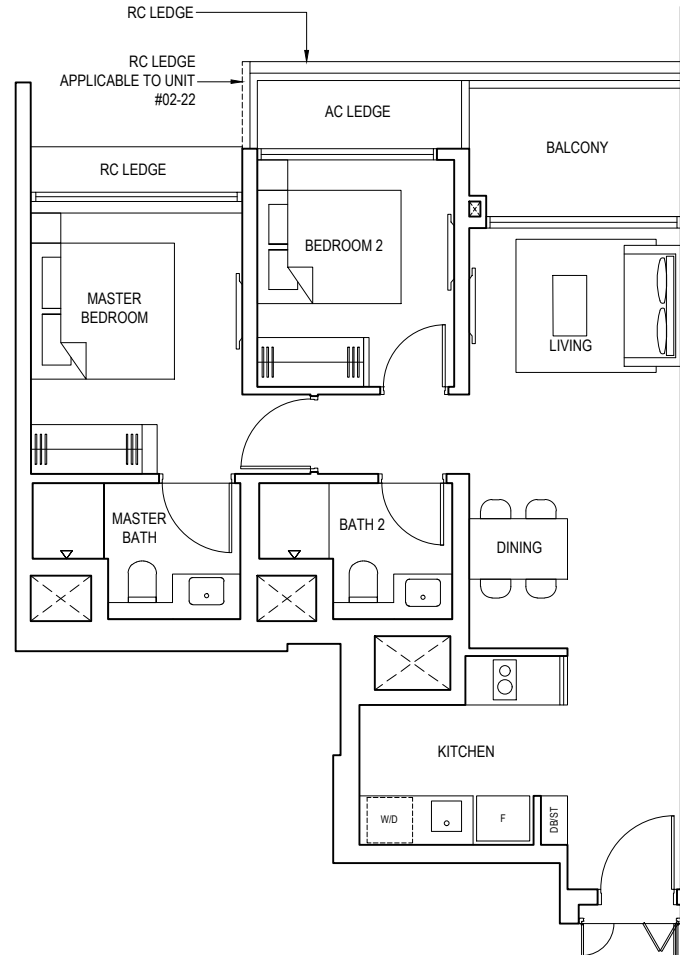 RC LEDGE
RC LEDGE
APPLICABLE TO UNIT
#02-22
AC LEDGE
BALCONY
RC LEDGE
BEDROOM 2
MASTER
BEDROOM
LIVING
MASTER
BATH
BATH 2
DINING
KITCHEN
W/D
F
DB/ST